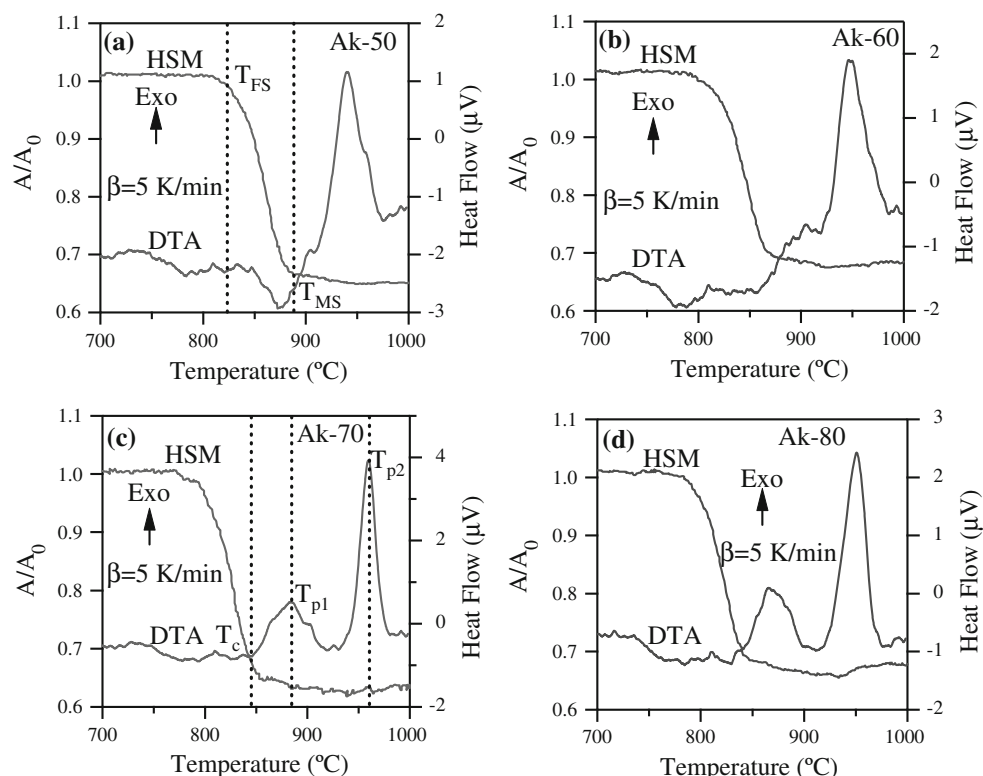 (a) Ak-50
HSM
Exo
T_FS
β=5 K/min
DTA
T_MS
1.1
1.0
0.9
0.8
0.7
0.6
A/A₀
2
1
0
-1
-2
-3
Heat Flow (μV)
700 800 900 1000
Temperature (ºC)
(b) Ak-60
HSM
Exo
β=5 K/min
DTA
1.1
1.0
0.9
0.8
0.7
0.6
A/A₀
2
1
0
-1
-2
Heat Flow (μV)
700 800 900 1000
Temperature (ºC)
(c) Ak-70
HSM
T_p2
Exo
β=5 K/min
T_p1
DTA
T_c
1.1
1.0
0.9
0.8
0.7
0.6
A/A₀
4
2
0
-2
Heat Flow (μV)
700 800 900 1000
Temperature (ºC)
(d) Ak-80
HSM
Exo
β=5 K/min
DTA
1.1
1.0
0.9
0.8
0.7
0.6
A/A₀
3
2
1
0
-1
-2
Heat Flow (μV)
700 800 900 1000
Temperature (ºC)